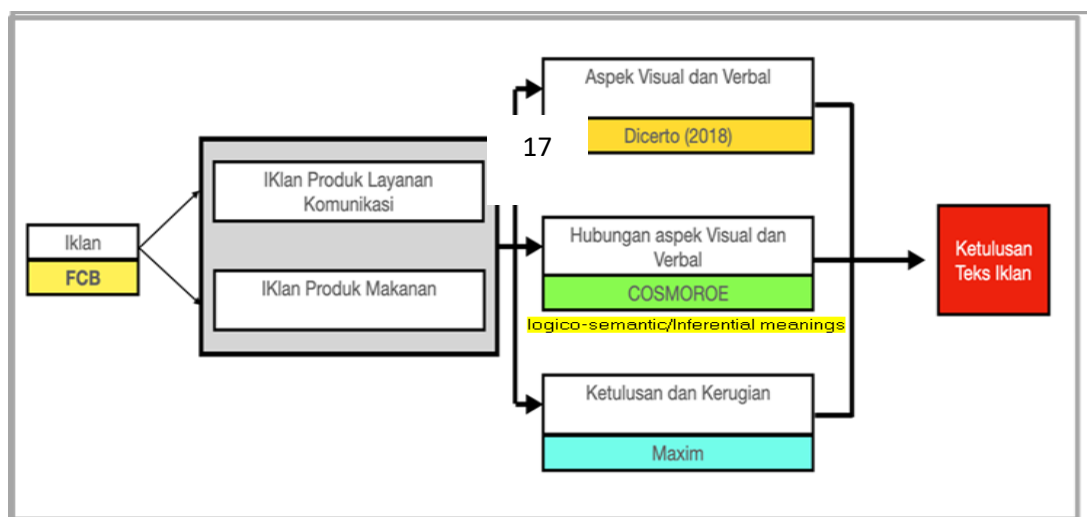 Iklan
FCB
IKlan Produk Layanan
Komunikasi
IKlan Produk Makanan
17
Aspek Visual dan Verbal
Dicerto (2018)
Hubungan aspek Visual dan
Verbal
COSMOROE
logico-semantic/Inferential meanings
Ketulusan dan Kerugian
Maxim
Ketulusan
Teks Iklan